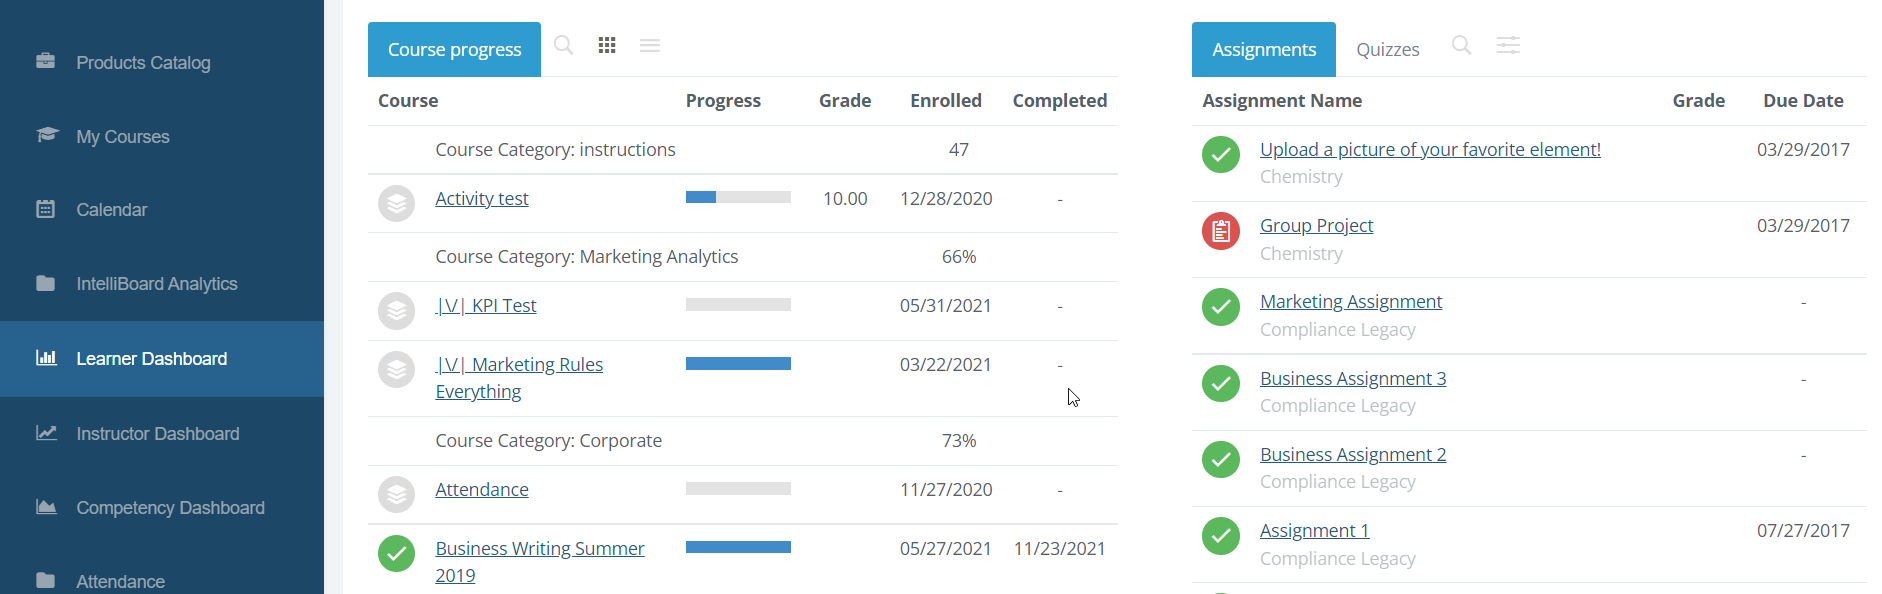 Products Catalog
My Courses
Calendar
IntelliBoard Analytics
Learner Dashboard
Instructor Dashboard
Competency Dashboard
Attendance
Course progress
Course Progress Grade Enrolled Completed
Course Category: instructions 47
Activity test 10.00 12/28/2020 -
Course Category: Marketing Analytics 66%
|\/| KPI Test 05/31/2021 -
|\/| Marketing Rules 03/22/2021 -
Everything
Course Category: Corporate 73%
Attendance 11/27/2020 -
Business Writing Summer 05/27/2021 11/23/2021
2019
Assignments Quizzes
Assignment Name Grade Due Date
Upload a picture of your favorite element! 03/29/2017
Chemistry
Group Project 03/29/2017
Chemistry
Marketing Assignment -
Compliance Legacy
Business Assignment 3 -
Compliance Legacy
Business Assignment 2 -
Compliance Legacy
Assignment 1 07/27/2017
Compliance Legacy